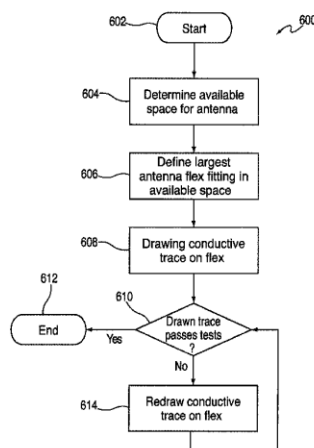 602
Start
600
604
Determine available
space for antenna
606
Define largest
antenna flex fitting in
available space
608
Drawing conductive
trace on flex
612
610
End
Yes
Drawn trace
passes tests
?
No
614
Redraw conductive
trace on flex